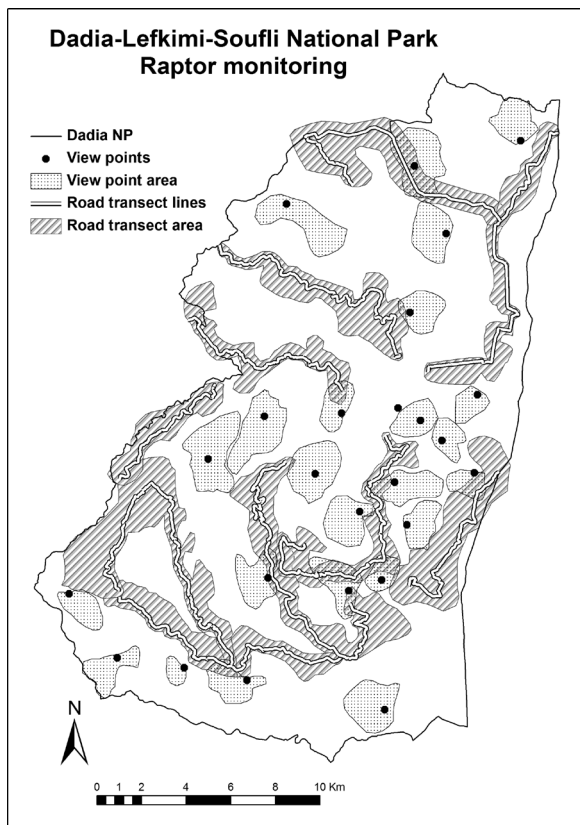 Dadia-Lefkimi-Soufli National Park
Raptor monitoring
Dadia NP
View points
View point area
Road transect lines
Road transect area
N
0 1 2 4 6 8 10 Km